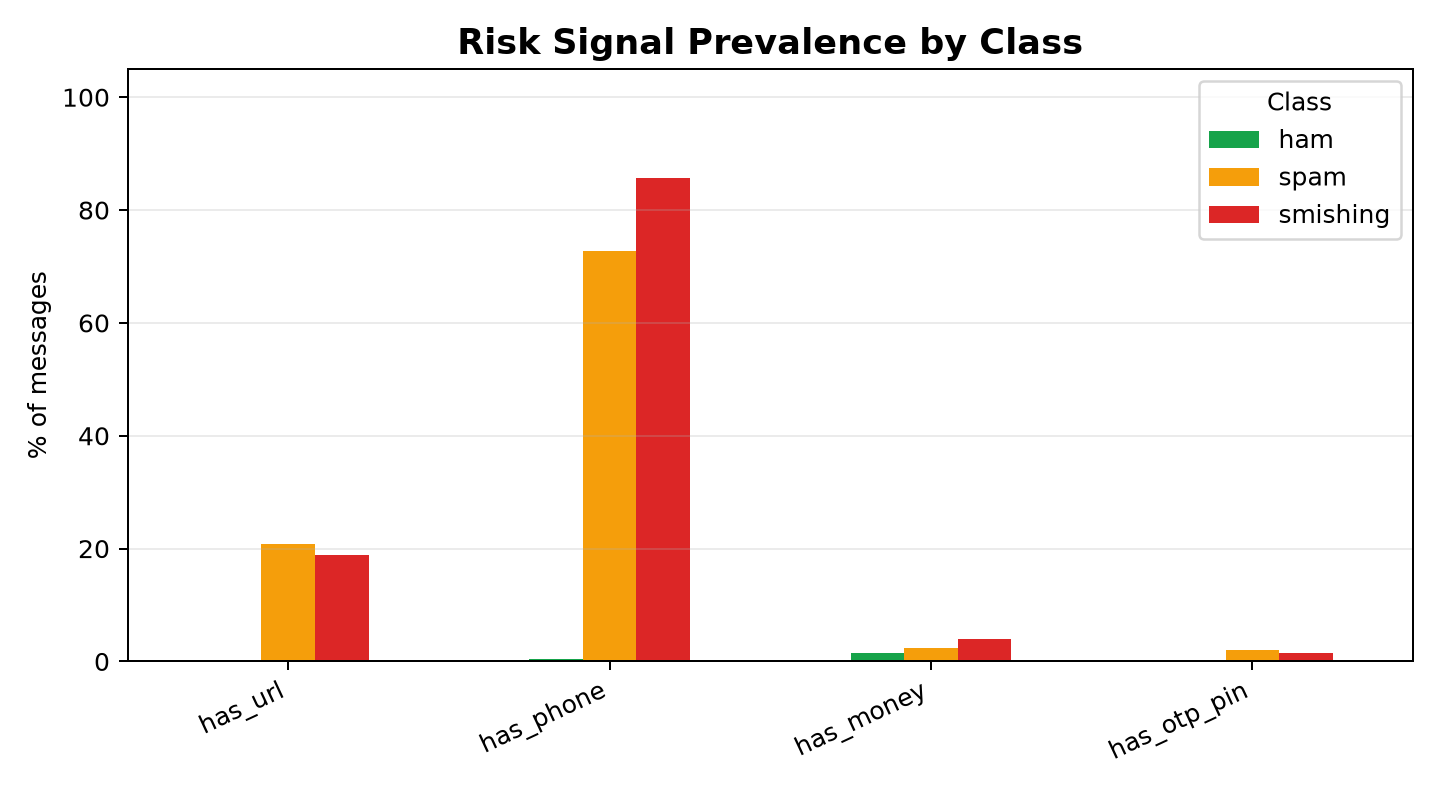 Risk Signal Prevalence by Class
100
80
60
40
20
0
% of messages
Class
ham
spam
smishing
has_url
has_phone
has_money
has_otp_pin